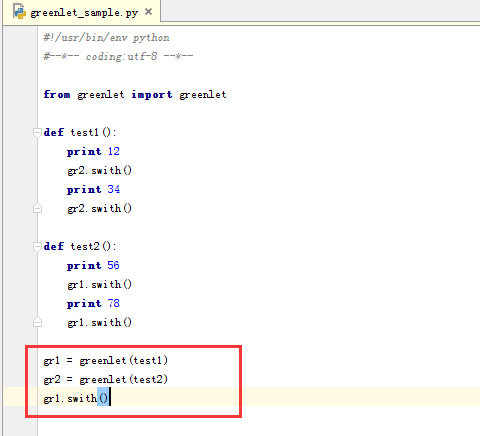 greenlet_sample.py ×
#!/usr/bin/env python
#--*-- coding:utf-8 --*--
from greenlet import greenlet
def test1():
    print 12
    gr2.swith()
    print 34
    gr2.swith()
def test2():
    print 56
    gr1.swith()
    print 78
    gr1.swith()
gr1 = greenlet(test1)
gr2 = greenlet(test2)
gr1.swith()